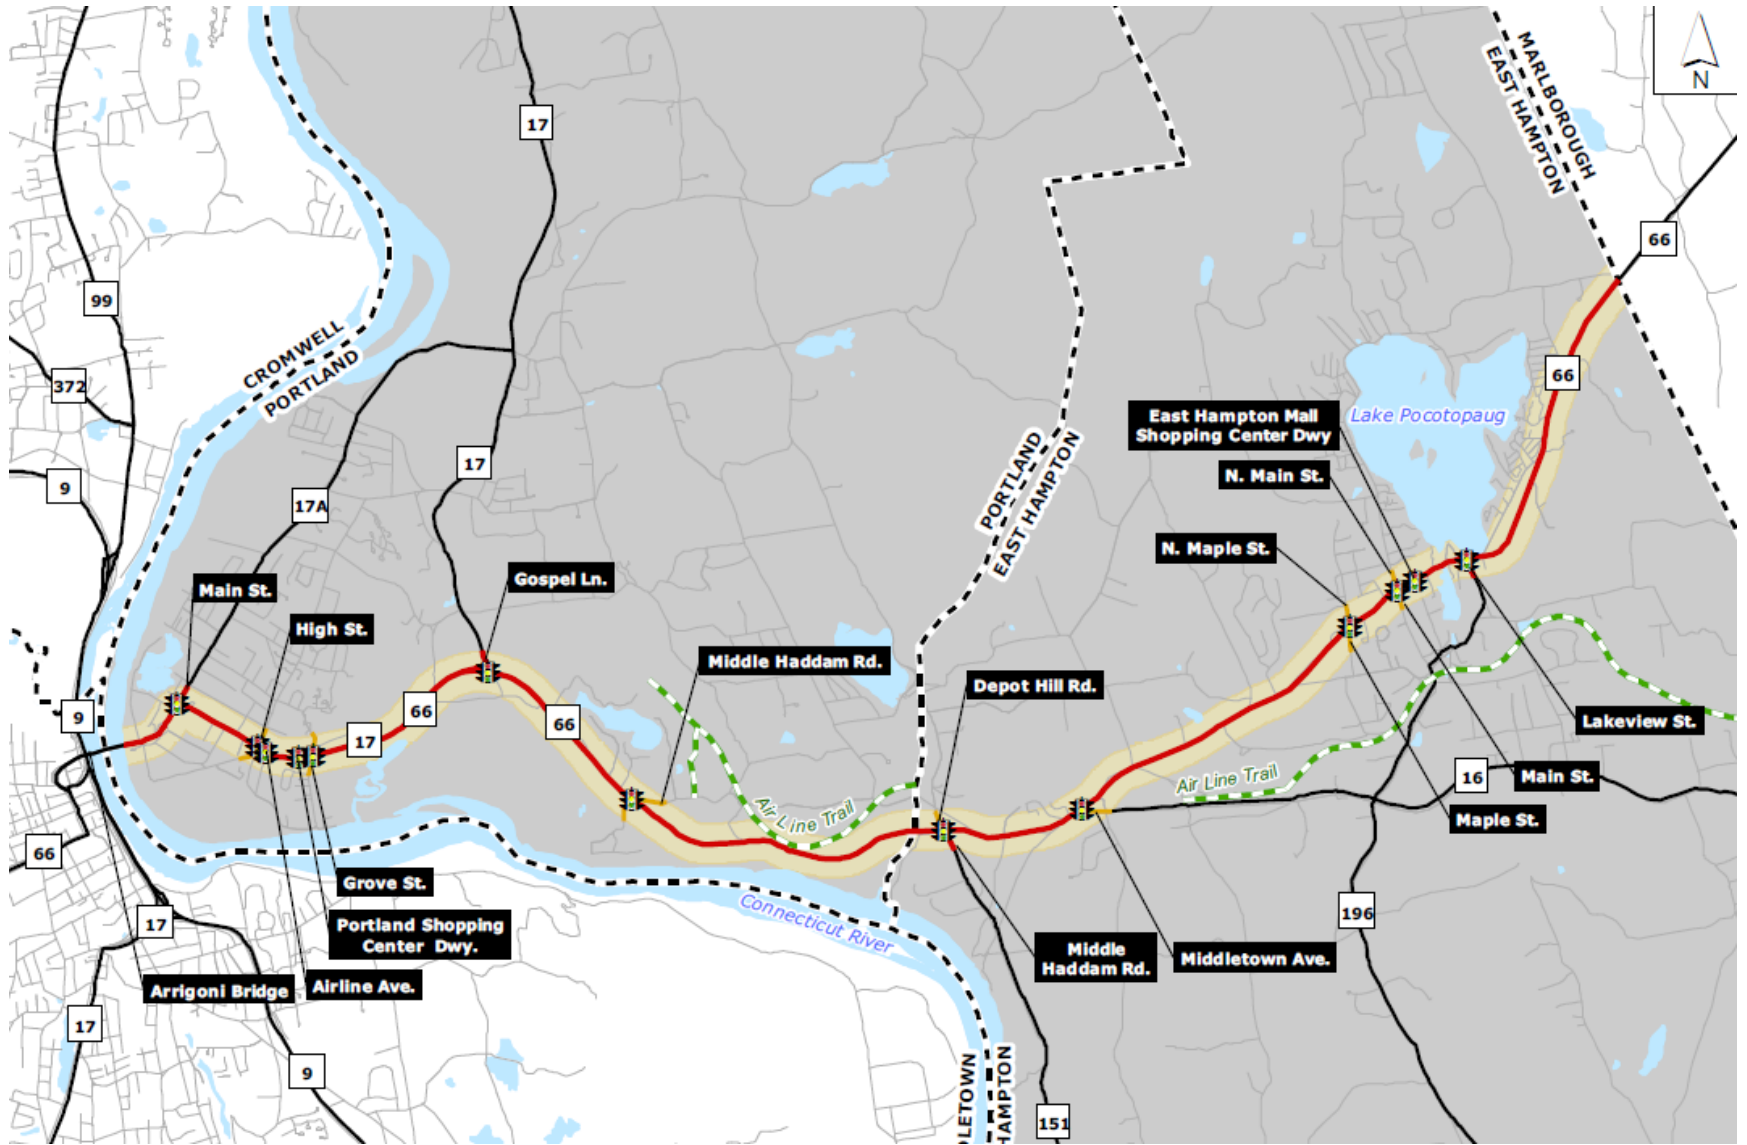 N
MARLBOROUGH
EAST HAMPTON
17
66
99
CROMWELL
PORTLAND
372
66
East Hampton Mall
Shopping Center Dwy
Lake Pocotopaug
PORTLAND
EAST HAMPTON
17
N. Main St.
9
17A
N. Maple St.
Gospel Ln.
Main St.
High St.
Middle Haddam Rd.
Depot Hill Rd.
66
9
66
17
Lakeview St.
Air Line Trail
Air Line Trail
16
Main St.
Maple St.
66
Grove St.
Connecticut River
196
17
Portland Shopping
Center Dwy.
Middle
Haddam Rd.
Middletown Ave.
Arrigoni Bridge
Airline Ave.
17
9
DLETOWN
HAMPTON
151